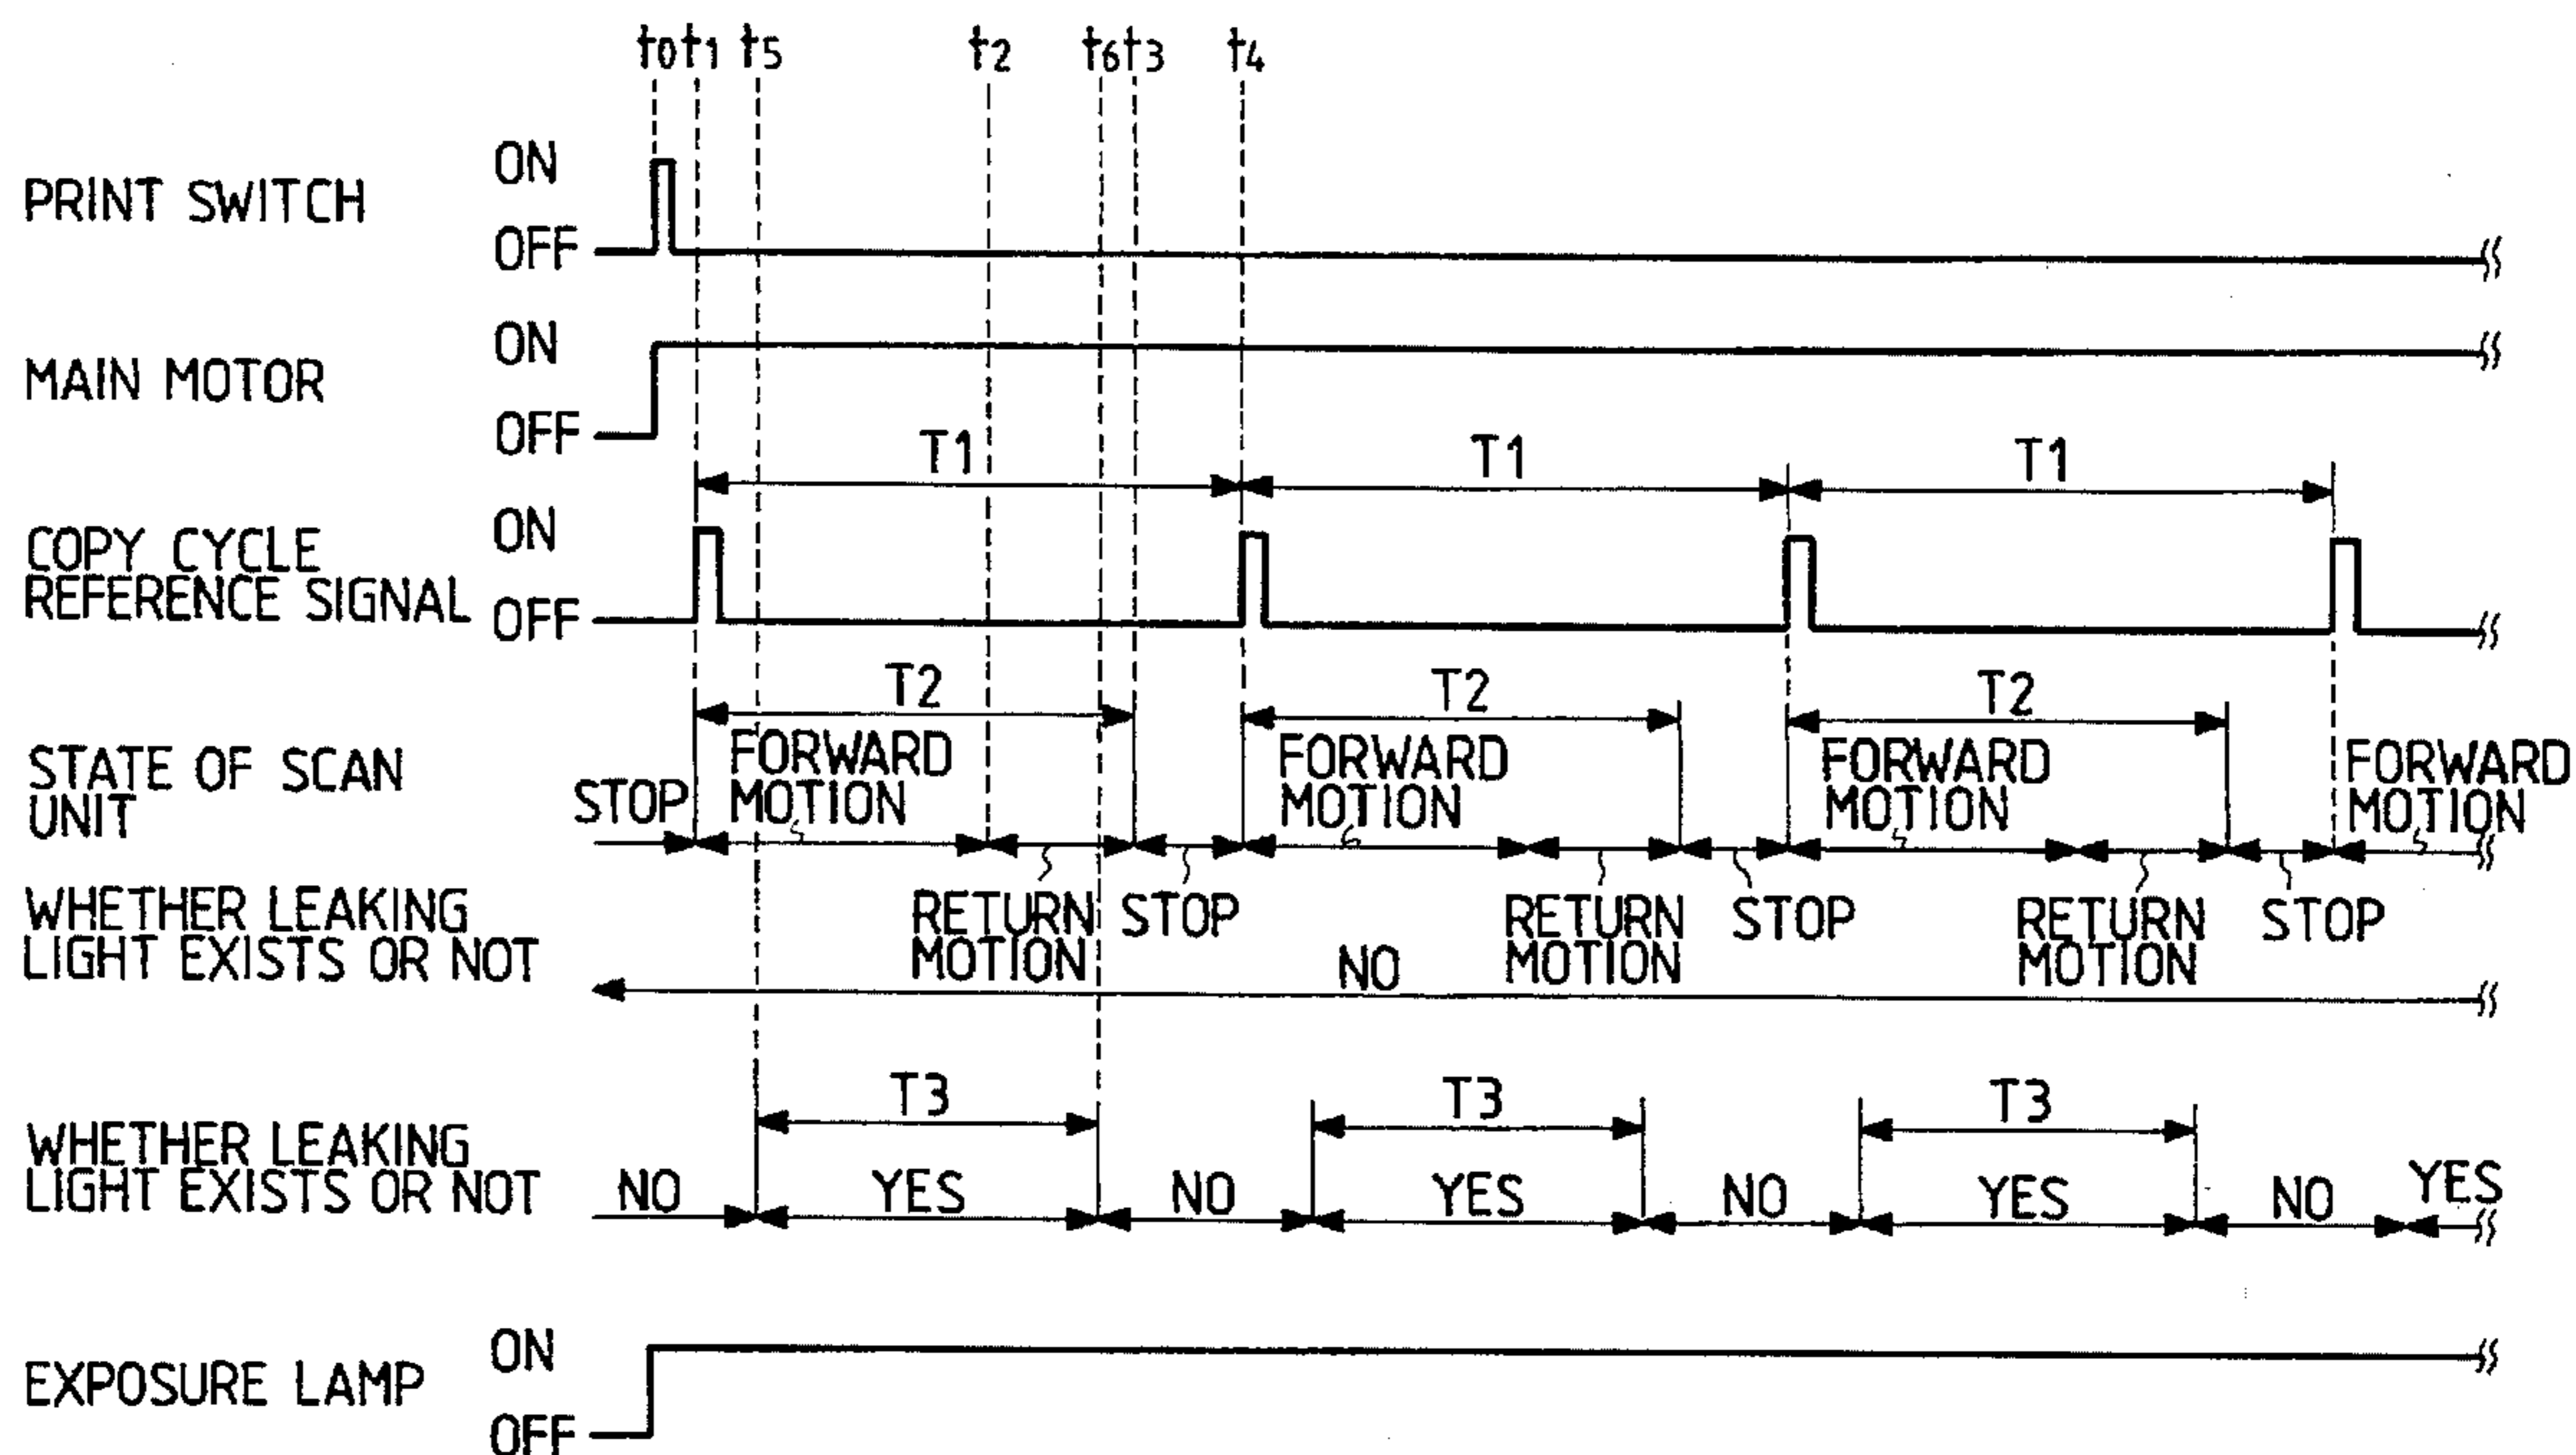 t0 t1 t5 t2 t6 t3 t4
PRINT SWITCH
ON
OFF
MAIN MOTOR
ON
OFF
T1 T1 T1
COPY CYCLE
REFERENCE SIGNAL
ON
OFF
T2 T2 T2
STATE OF SCAN
UNIT
STOP
FORWARD
MOTION
FORWARD
MOTION
FORWARD
MOTION
FORWARD
MOTION
RETURN
MOTION
STOP
RETURN
MOTION
STOP
RETURN
MOTION
STOP
WHETHER LEAKING
LIGHT EXISTS OR NOT
NO
T3 T3 T3
WHETHER LEAKING
LIGHT EXISTS OR NOT
NO YES NO YES NO YES NO YES
EXPOSURE LAMP
ON
OFF